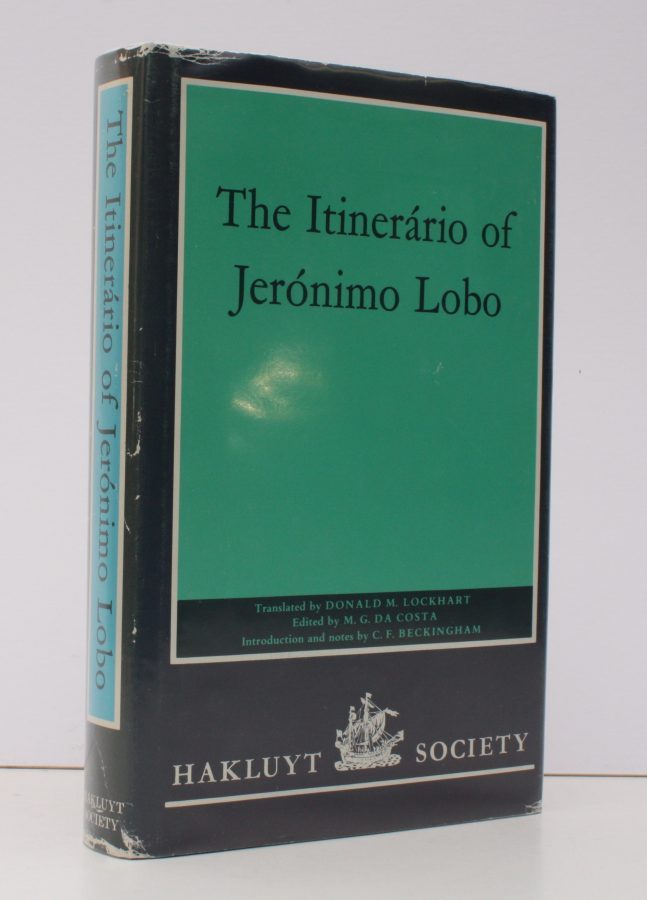 The Itinerário of
Jerónimo Lobo
Translated by DONALD M. LOCKHART
Edited by M. G. DA COSTA
Introduction and notes by C. F. BECKINGHAM
HAKLUYT SOCIETY
The Itinerário of Jerónimo Lobo
HAKLUYT
SOCIETY